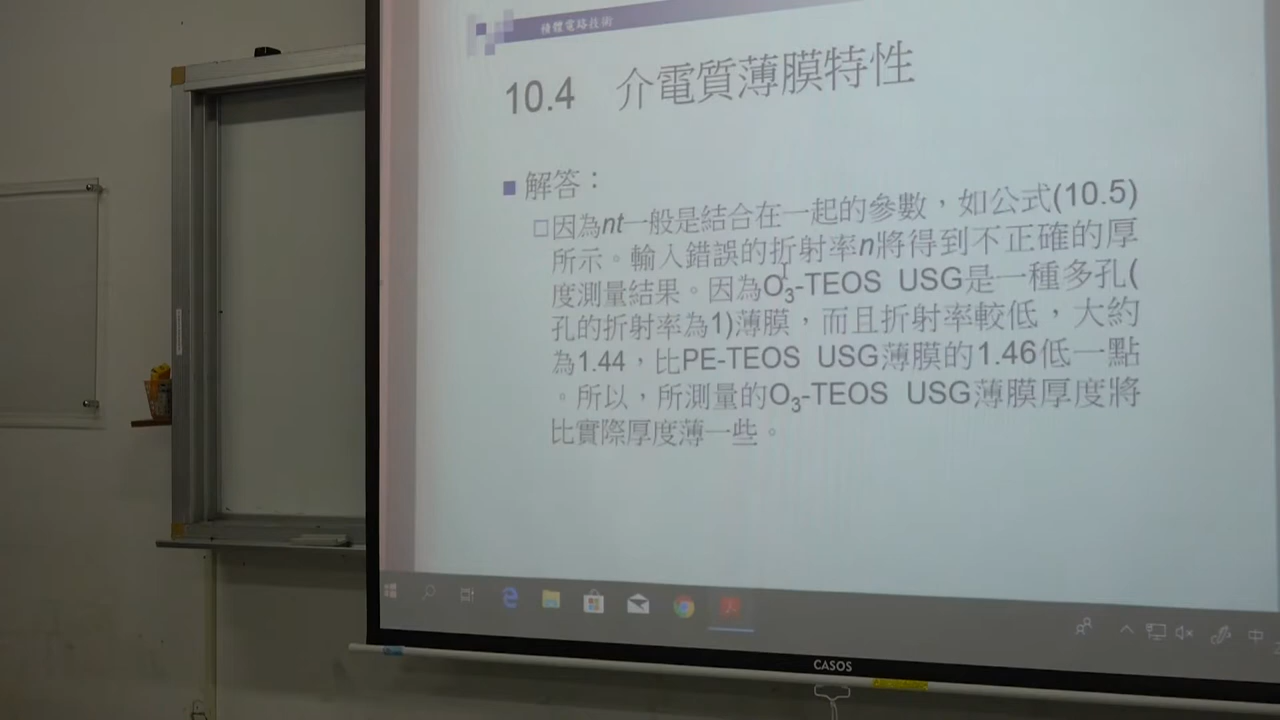 積體電路技術
10.4 介電質薄膜特性
解答：
因為nt一般是結合在一起的參數，如公式(10.5)
所示。輸入錯誤的折射率n將得到不正確的厚
度測量結果。因為O3-TEOS USG是一種多孔(
孔的折射率為1)薄膜，而且折射率較低，大約
為1.44，比PE-TEOS USG薄膜的1.46低一點
。所以，所測量的O3-TEOS USG薄膜厚度將
比實際厚度薄一些。
中
CASOS